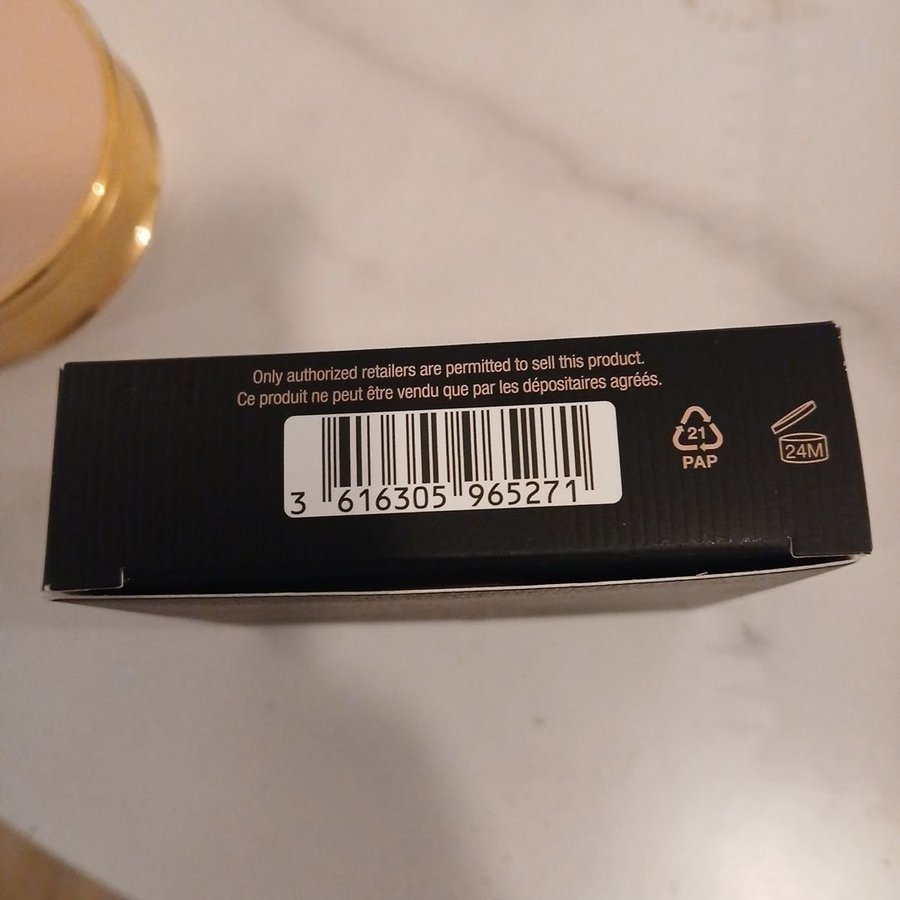 Only authorized retailers are permitted to sell this product.
Ce produit ne peut être vendu que par les dépositaires agréés.
3 616305 965271
21
PAP
24M